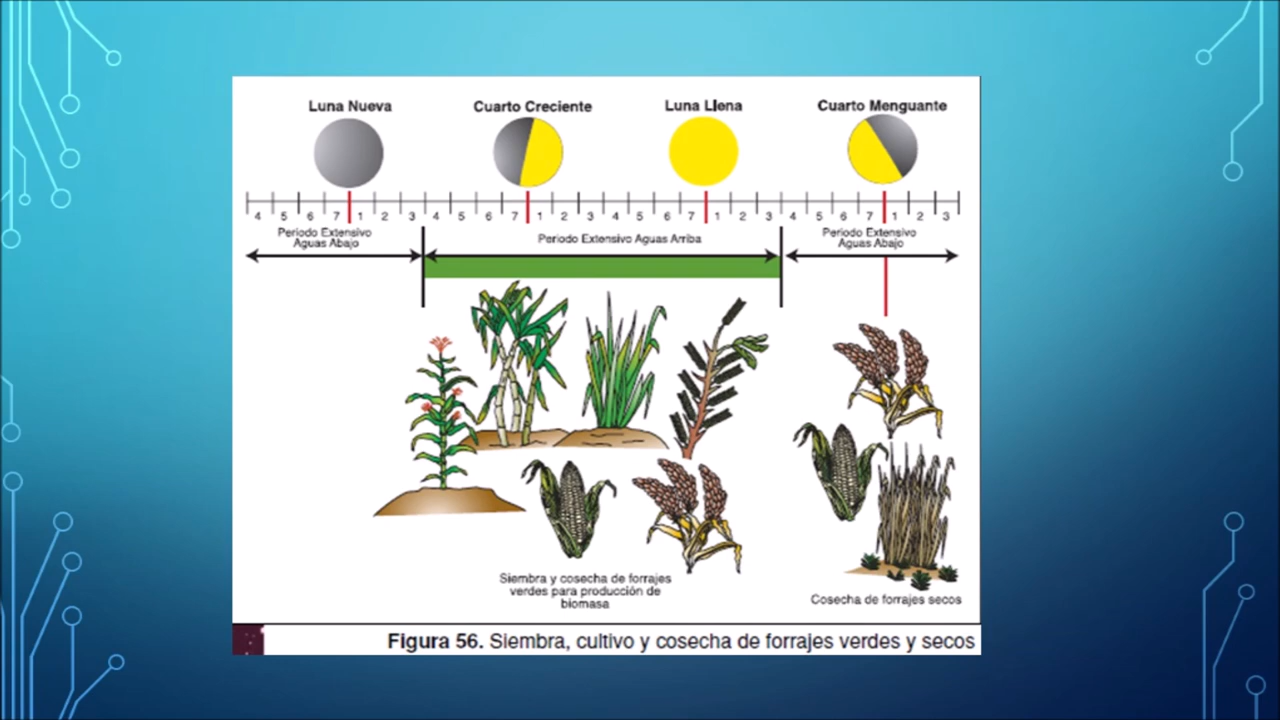 Luna Nueva
Cuarto Creciente
Luna Llena
Cuarto Menguante
4 5 6 7 1 2 3 4 5 6 7 1 2 3 4 5 6 7 1 2 3 4 5 6 7 1 2 3
Periodo Extensivo
Aguas Abajo
Periodo Extensivo Aguas Arriba
Periodo Extensivo
Aguas Abajo
Siembra y cosecha de forrajes
verdes para producción de
biomasa
Cosecha de forrajes secos
Figura 56. Siembra, cultivo y cosecha de forrajes verdes y secos